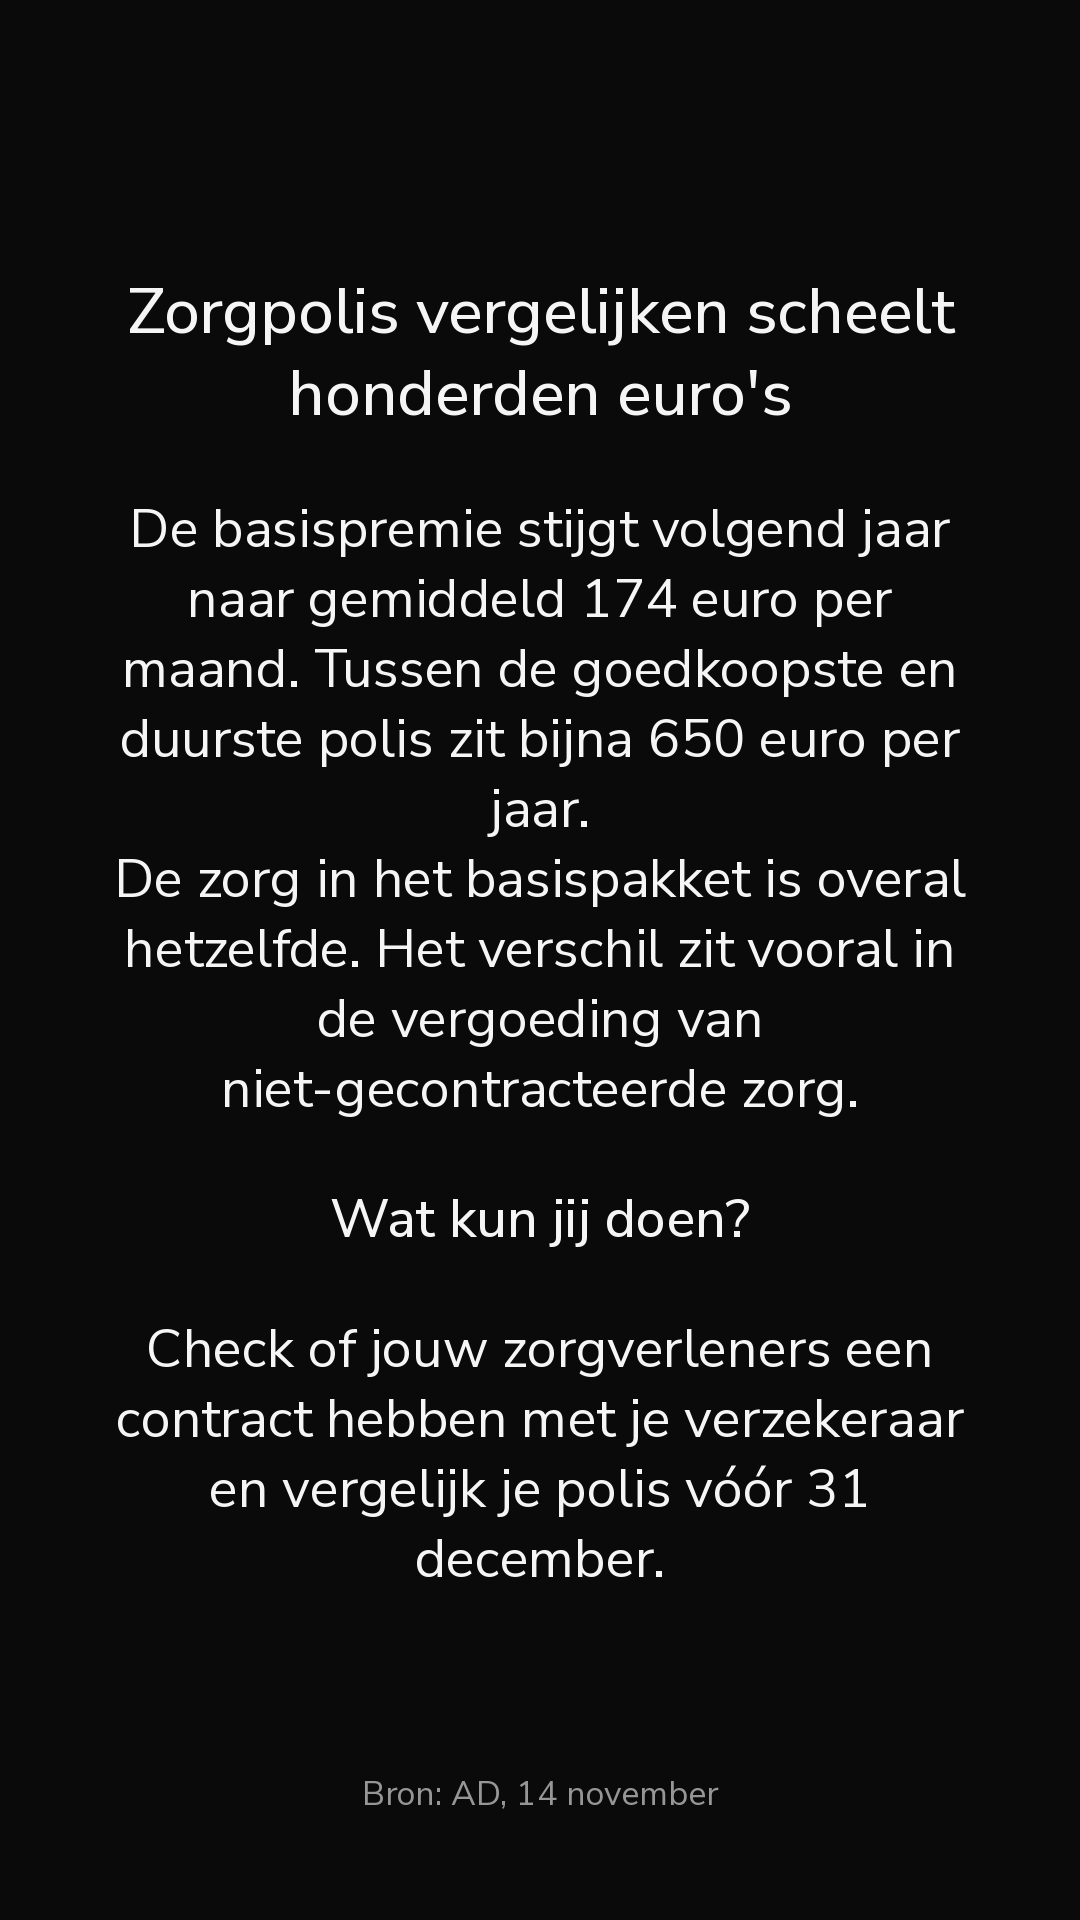 Zorgpolis vergelijken scheelt
honderden euro's
De basispremie stijgt volgend jaar
naar gemiddeld 174 euro per
maand. Tussen de goedkoopste en
duurste polis zit bijna 650 euro per
jaar.
De zorg in het basispakket is overal
hetzelfde. Het verschil zit vooral in
de vergoeding van
niet-gecontracteerde zorg.
Wat kun jij doen?
Check of jouw zorgverleners een
contract hebben met je verzekeraar
en vergelijk je polis vóór 31
december.
Bron: AD, 14 november